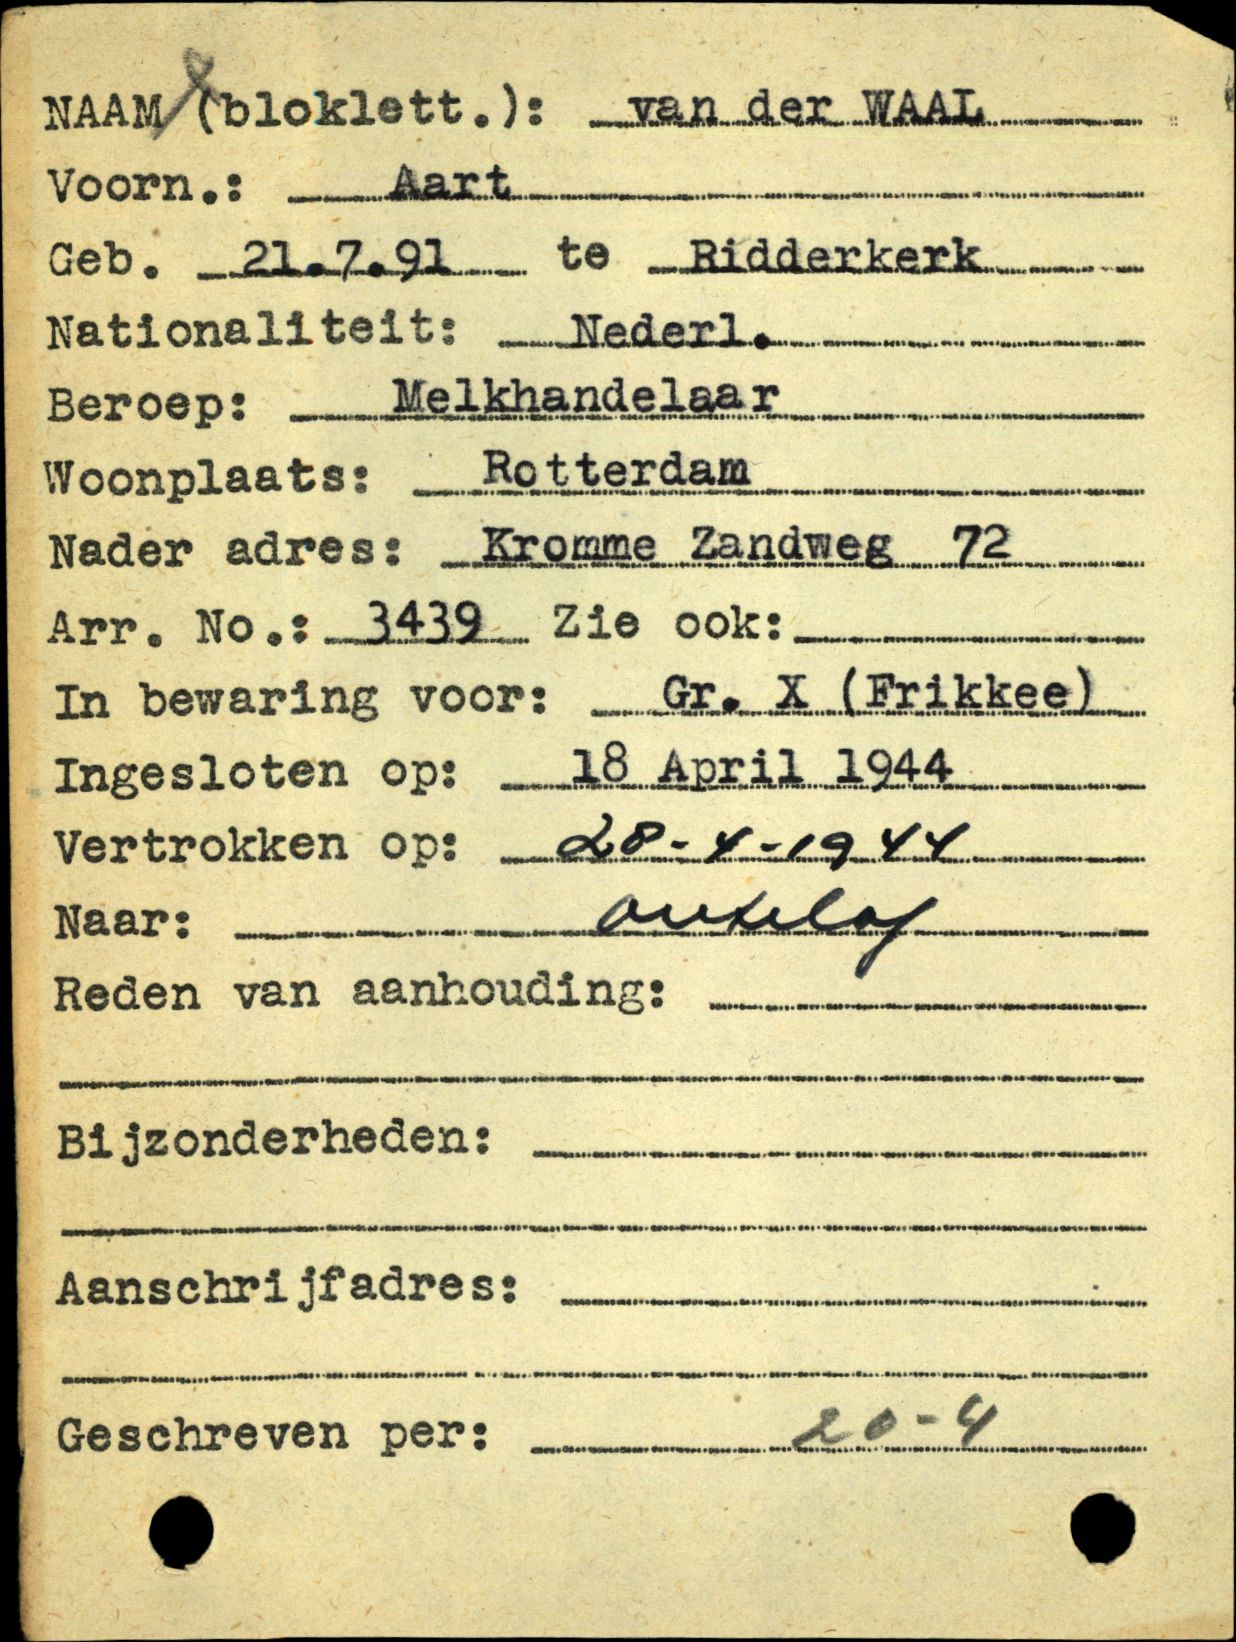 NAAM (bloklett.): van der WAAL
Voorn.: Aart
Geb. 21.7.91 te Ridderkerk
Nationaliteit: Nederl.
Beroep: Melkhandelaar
Woonplaats: Rotterdam
Nader adres: Kromme Zandweg 72
Arr. No.: 3439 Zie ook:
In bewaring voor: Gr. X (Frikkee)
Ingesloten op: 18 April 1944
Vertrokken op: 28-4-1944
Naar:
Reden van aanhouding:
Bijzonderheden:
Aanschrijfadres:
Geschreven per: 20-4